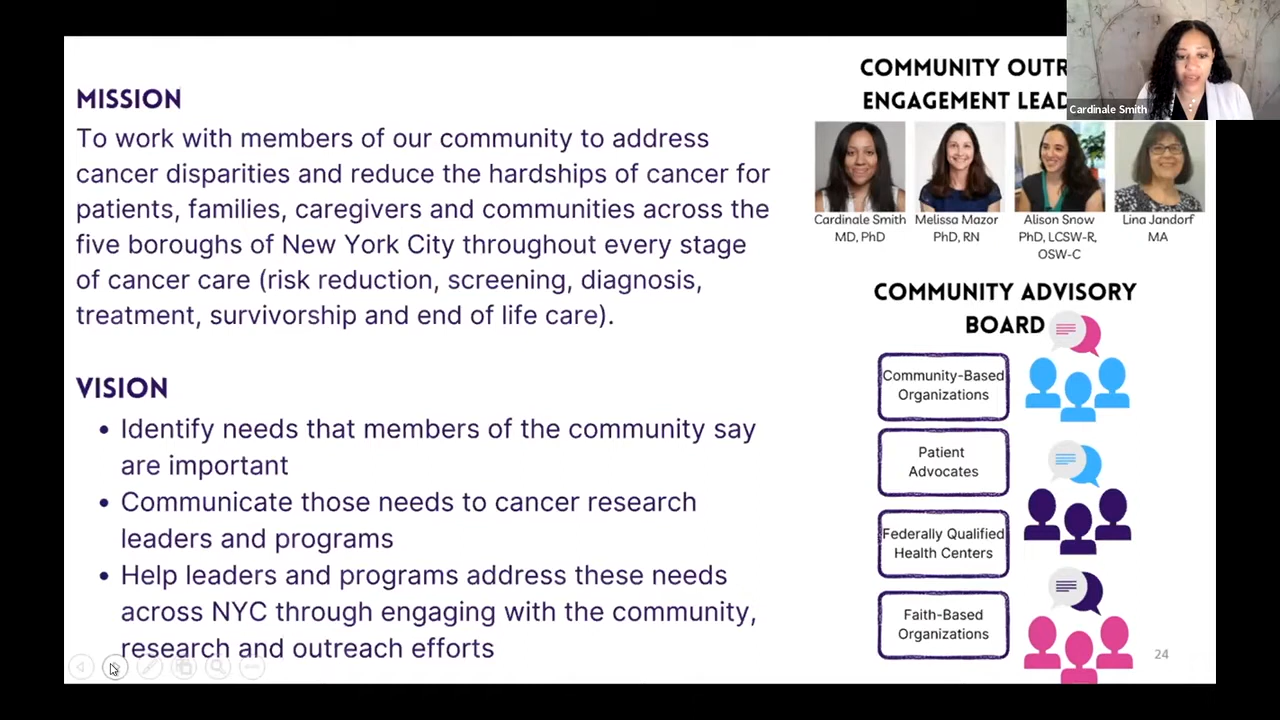 MISSION
To work with members of our community to address
cancer disparities and reduce the hardships of cancer for
patients, families, caregivers and communities across the
five boroughs of New York City throughout every stage
of cancer care (risk reduction, screening, diagnosis,
treatment, survivorship and end of life care).
VISION
• Identify needs that members of the community say
are important
• Communicate those needs to cancer research
leaders and programs
• Help leaders and programs address these needs
across NYC through engaging with the community,
research and outreach efforts
COMMUNITY OUTR
ENGAGEMENT LEAD
Cardinale Smith
Cardinale Smith
MD, PhD
Melissa Mazor
PhD, RN
Alison Snow
PhD, LCSW-R,
OSW-C
Lina Jandorf
MA
COMMUNITY ADVISORY
BOARD
Community-Based
Organizations
Patient
Advocates
Federally Qualified
Health Centers
Faith-Based
Organizations
24